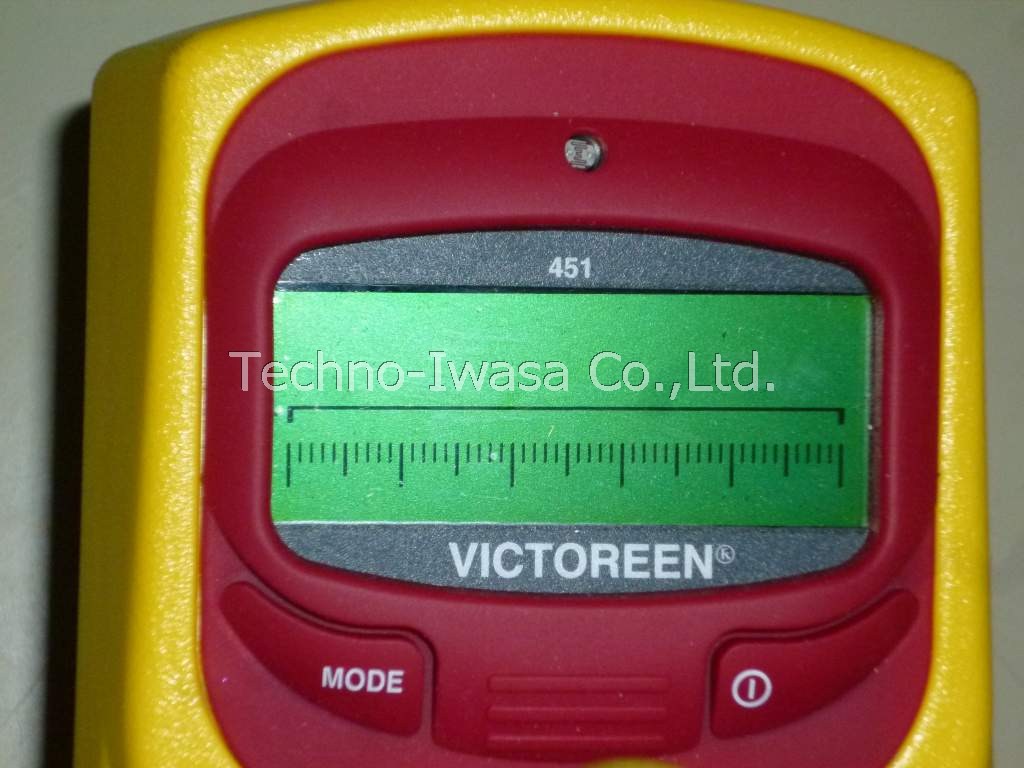 451
Techno-Iwasa Co.,Ltd.
VICTOREEN®
MODE